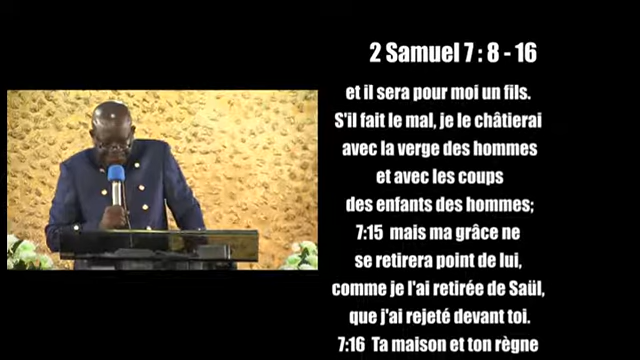 2 Samuel 7 : 8 - 16
et il sera pour moi un fils.
S'il fait le mal, je le châtierai
avec la verge des hommes
et avec les coups
des enfants des hommes;
7:15 mais ma grâce ne
se retirera point de lui,
comme je l'ai retirée de Saül,
que j'ai rejeté devant toi.
7:16 Ta maison et ton règne